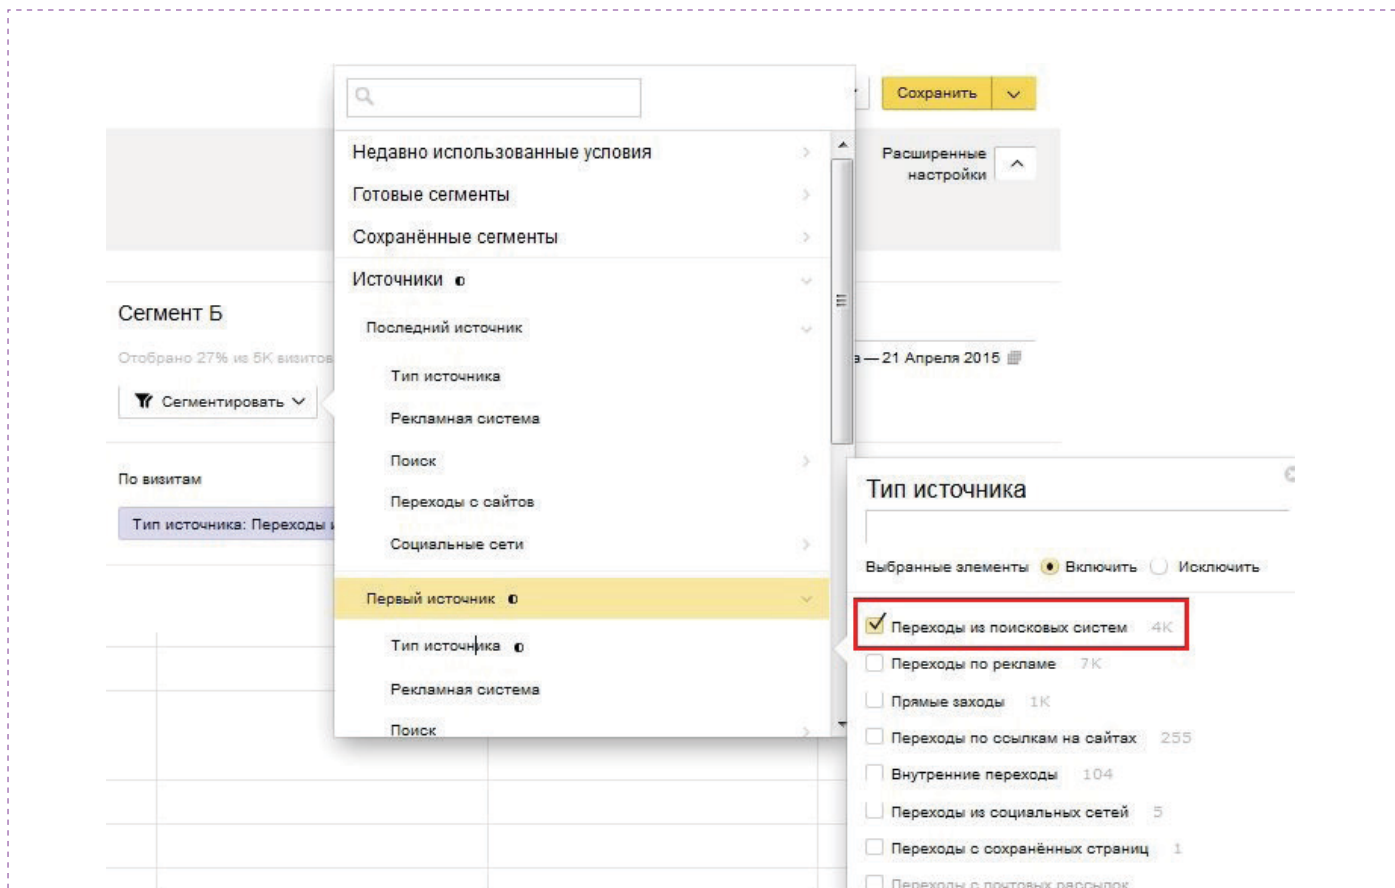 Сохранить
Недавно использованные условия
Расширенные
настройки
Готовые сегменты
Сохранённые сегменты
Источники
Сегмент Б
Последний источник
Отобрано 27% из 5K визитов
— 21 Апреля 2015
Тип источника
Сегментировать
Рекламная система
Поиск
По визитам
Переходы с сайтов
Тип источника: Переходы
Социальные сети
Первый источник
Тип источника
Рекламная система
Поиск
Тип источника
Выбранные элементы Включить Исключить
Переходы из поисковых систем 4K
Переходы по рекламе 7K
Прямые заходы 1K
Переходы по ссылкам на сайтах 255
Внутренние переходы 104
Переходы из социальных сетей 5
Переходы с сохранённых страниц 1
Переходы с почтовых рассылок